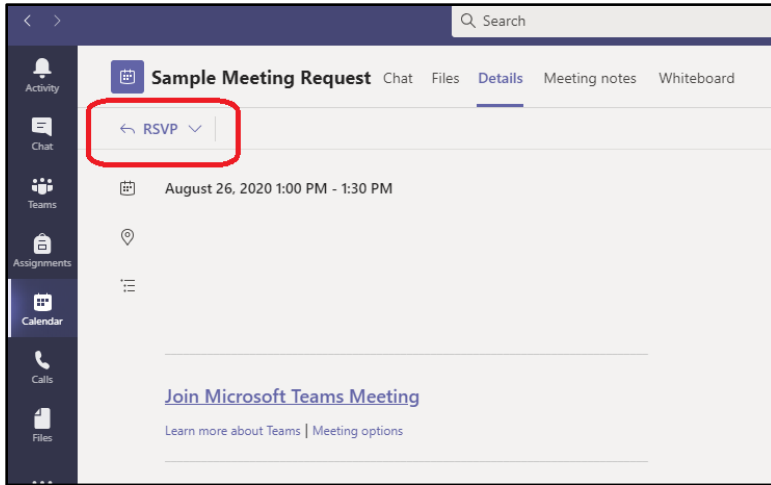 Search
Activity
Sample Meeting Request Chat Files Details Meeting notes Whiteboard
RSVP
Chat
August 26, 2020 1:00 PM - 1:30 PM
Teams
Assignments
Calendar
Calls
Join Microsoft Teams Meeting
Learn more about Teams | Meeting options
Files